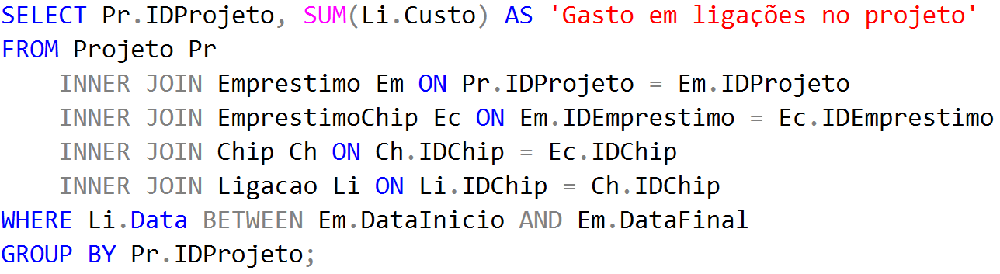 SELECT Pr.IDProjeto, SUM(Li.Custo) AS 'Gasto em ligações no projeto'
FROM Projeto Pr
    INNER JOIN Emprestimo Em ON Pr.IDProjeto = Em.IDProjeto
    INNER JOIN EmprestimoChip Ec ON Em.IDEmprestimo = Ec.IDEmprestimo
    INNER JOIN Chip Ch ON Ch.IDChip = Ec.IDChip
    INNER JOIN Ligacao Li ON Li.IDChip = Ch.IDChip
WHERE Li.Data BETWEEN Em.DataInicio AND Em.DataFinal
GROUP BY Pr.IDProjeto;